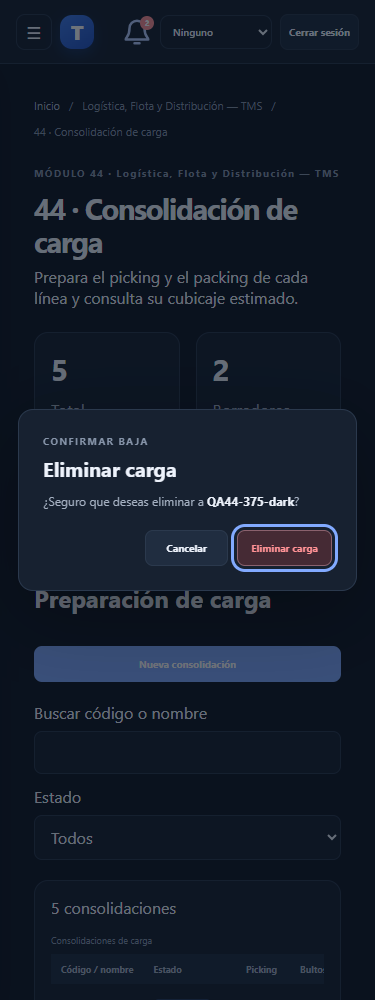 ☰ T 2 Ninguno Cerrar sesión
Inicio / Logística, Flota y Distribución — TMS /
44 · Consolidación de carga
MÓDULO 44 · Logística, Flota y Distribución — TMS
44 · Consolidación de
carga
Prepara el picking y el packing de cada
línea y consulta su cubicaje estimado.
5 2
Total Borradores
CONFIRMAR BAJA
Eliminar carga
¿Seguro que deseas eliminar a QA44-375-dark?
Cancelar Eliminar carga
Preparación de carga
Nueva consolidación
Buscar código o nombre
Estado
Todos
5 consolidaciones
Consolidaciones de carga
Código / nombre Estado Picking Bulto